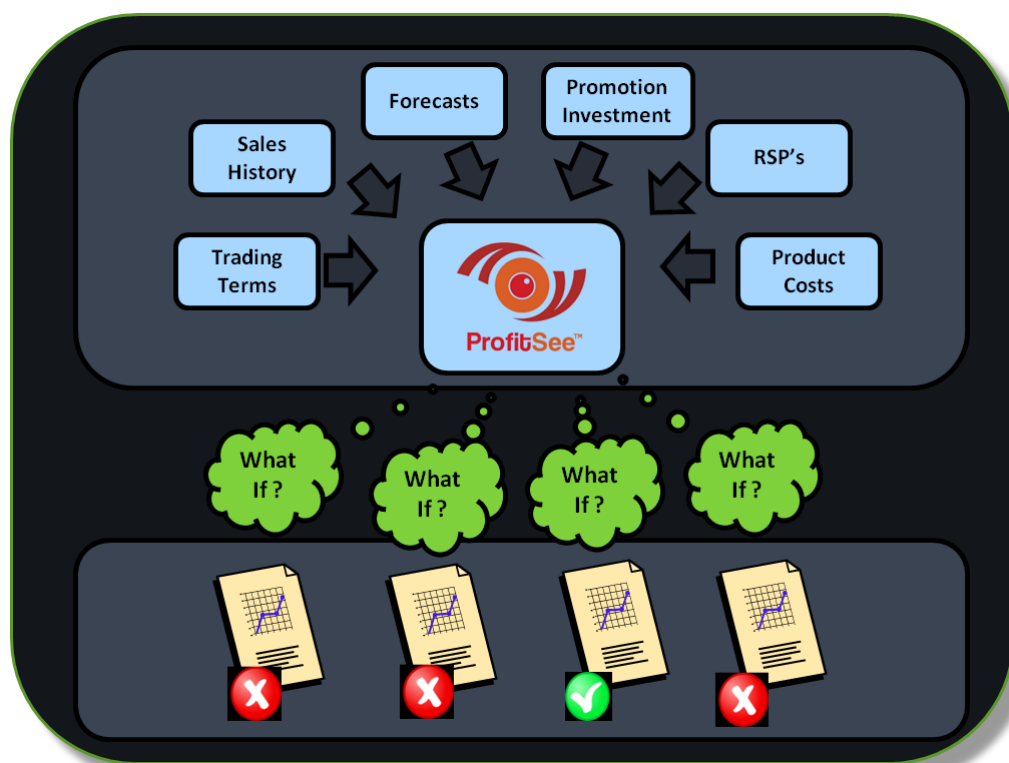 Forecasts
Promotion
Investment
Sales
History
RSP's
Trading
Terms
Product
Costs
ProfitSee™
What
If ?
What
If ?
What
If ?
What
If ?